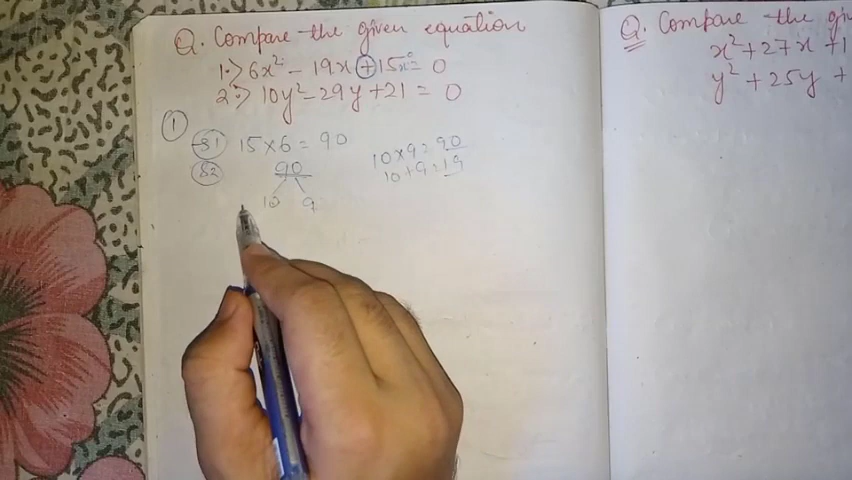 Q. Compare the given equation
1.> 6x² - 19x + 15x⁰ = 0
2.> 10y² - 29y + 21 = 0
①
S1 15 × 6 = 90
S2 90
10 9
10 × 9 = 90
10 + 9 = 19
Q. Compare the
x² + 27x +
y² + 25y +